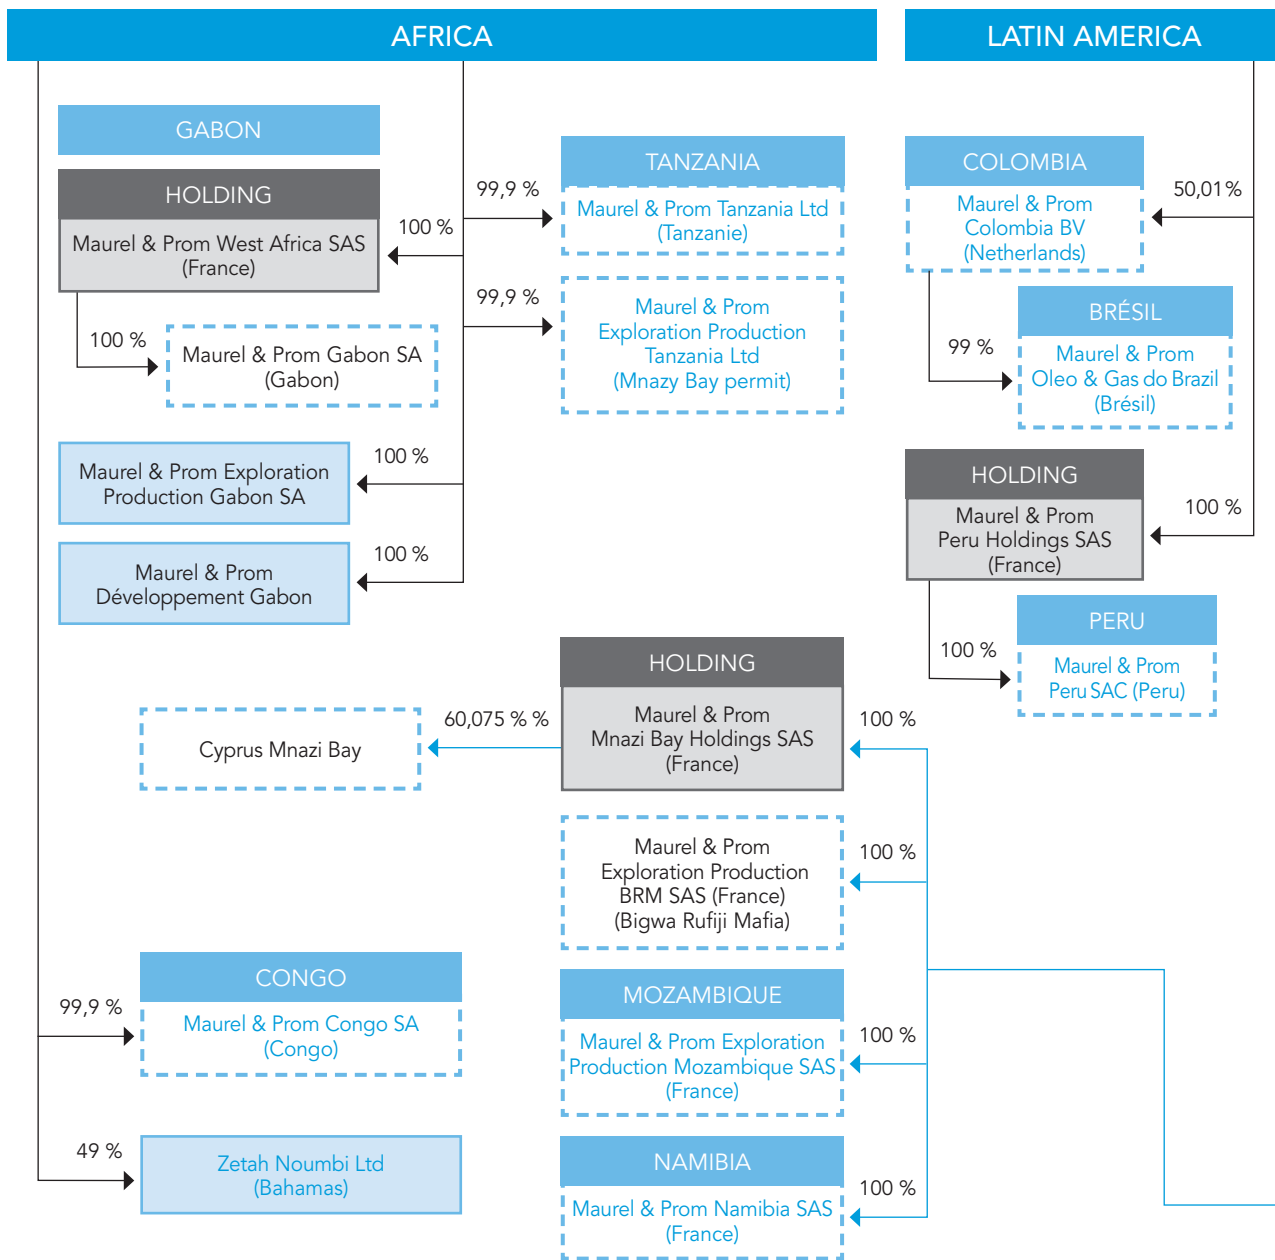 AFRICA
GABON
HOLDING
Maurel & Prom West Africa SAS
(France)
100 %
100 %
Maurel & Prom Gabon SA
(Gabon)
Maurel & Prom Exploration
Production Gabon SA
100 %
Maurel & Prom
Développement Gabon
100 %
TANZANIA
99,9 %
Maurel & Prom Tanzania Ltd
(Tanzanie)
99,9 %
Maurel & Prom
Exploration Production
Tanzania Ltd
(Mnazy Bay permit)
HOLDING
Maurel & Prom
Mnazi Bay Holdings SAS
(France)
100 %
60,075 % %
Cyprus Mnazi Bay
Maurel & Prom
Exploration Production
BRM SAS (France)
(Bigwa Rufiji Mafia)
100 %
CONGO
99,9 %
Maurel & Prom Congo SA
(Congo)
49 %
Zetah Noumbi Ltd
(Bahamas)
MOZAMBIQUE
Maurel & Prom Exploration
Production Mozambique SAS
(France)
100 %
NAMIBIA
Maurel & Prom Namibia SAS
(France)
100 %
LATIN AMERICA
COLOMBIA
Maurel & Prom
Colombia BV
(Netherlands)
50,01 %
BRÉSIL
99 %
Maurel & Prom
Oleo & Gas do Brazil
(Brésil)
HOLDING
Maurel & Prom
Peru Holdings SAS
(France)
100 %
PERU
100 %
Maurel & Prom
Peru SAC (Peru)